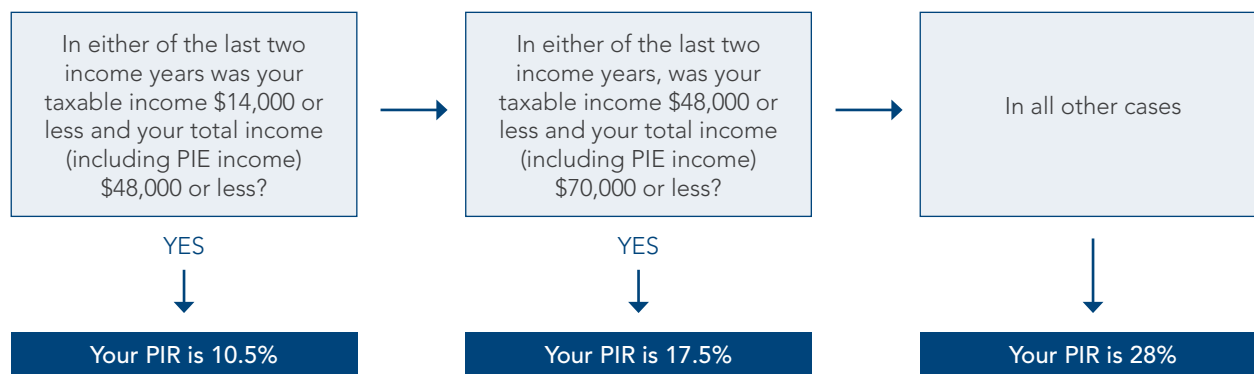 In either of the last two
income years was your
taxable income $14,000 or
less and your total income
(including PIE income)
$48,000 or less?
YES
Your PIR is 10.5%
In either of the last two
income years, was your
taxable income $48,000 or
less and your total income
(including PIE income)
$70,000 or less?
YES
Your PIR is 17.5%
In all other cases
Your PIR is 28%